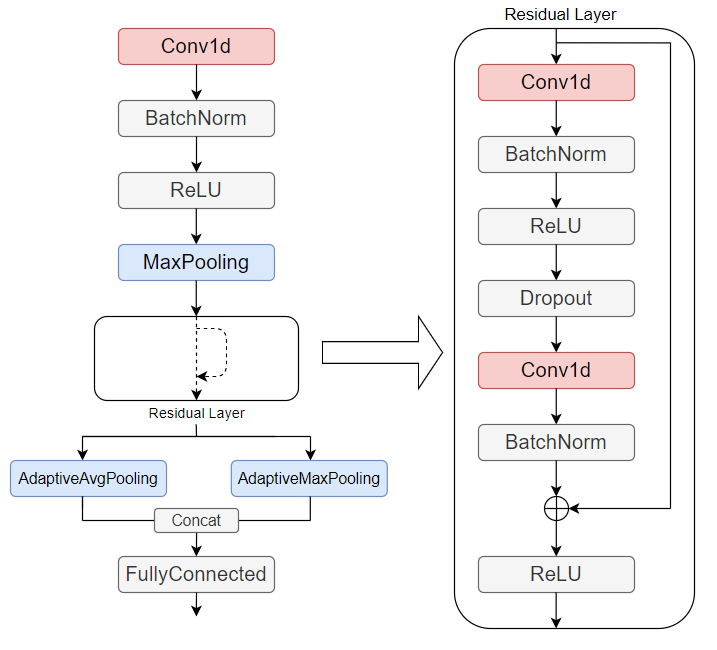 Conv1d
BatchNorm
ReLU
MaxPooling
Residual Layer
AdaptiveAvgPooling
AdaptiveMaxPooling
Concat
FullyConnected
Residual Layer
Conv1d
BatchNorm
ReLU
Dropout
Conv1d
BatchNorm
ReLU